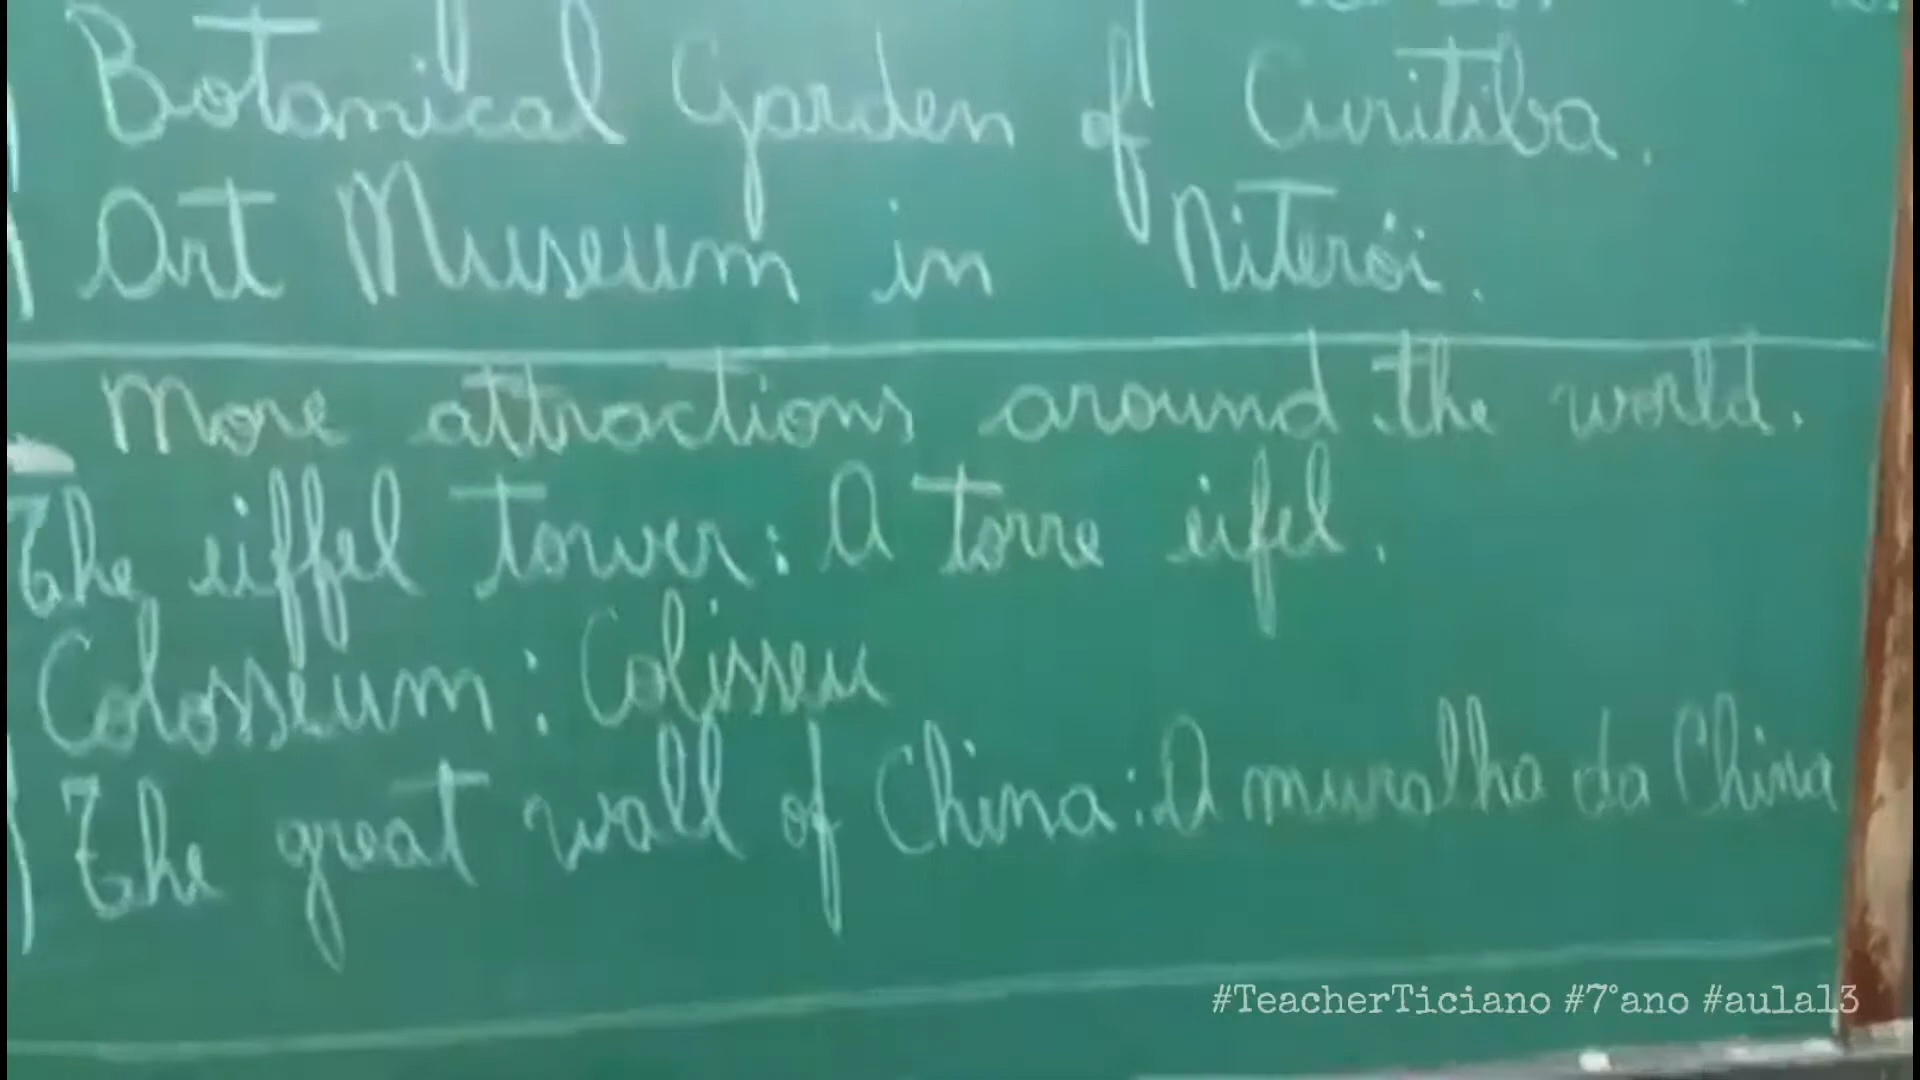 Botanical Garden of Curitiba.
Art Museum in Niterói.
More attractions around the world.
The eiffel tower: A torre eifel.
Colosseum: Colisseu
The great wall of China: A muralha da China
#TeacherTiciano #7°ano #aula13